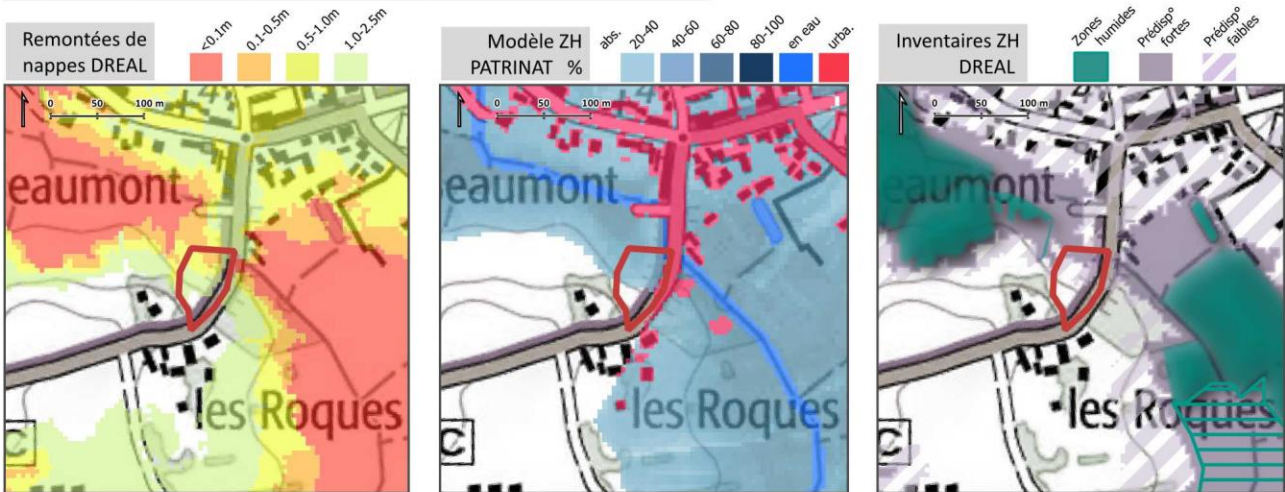 Remontées de
nappes DREAL
<0.1m
0.1-0.5m
0.5-1.0m
1.0-2.5m
0 50 100 m
eaumont
les Roques
C
Modèle ZH
PATRINAT %
abs.
20-40
40-60
60-80
80-100
en eau
urba.
0 50 100 m
eaumont
les Roques
Inventaires ZH
DREAL
Zones
humides
Prédisp°
fortes
Prédisp°
faibles
0 50 100 m
eaumont
les Roques
C